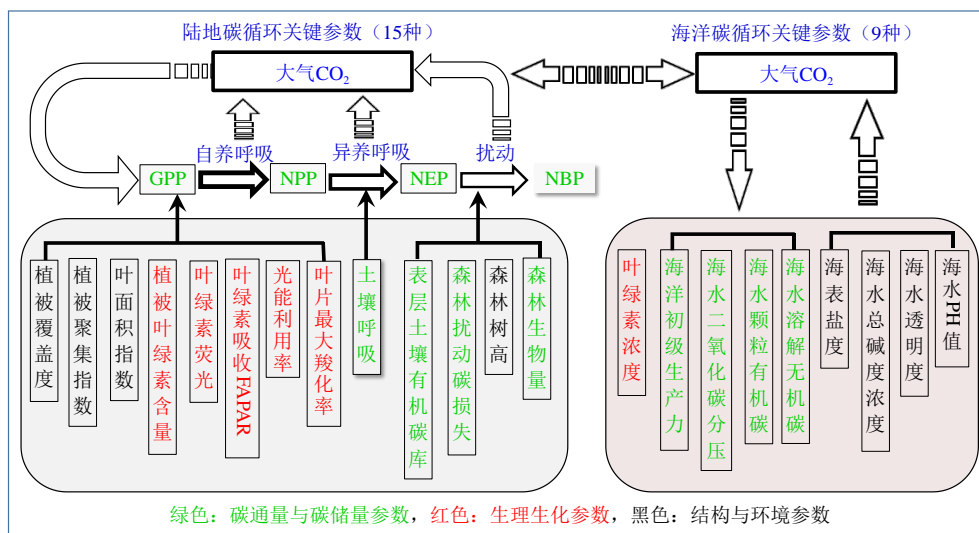 陆地碳循环关键参数（15种）
海洋碳循环关键参数（9种）
大气CO₂
大气CO₂
自养呼吸
异养呼吸
扰动
GPP
NPP
NEP
NBP
植被覆盖度
植被聚集指数
叶面积指数
植被叶绿素含量
叶绿素荧光
叶绿素吸收FAPAR
光能利用率
叶片最大羧化率
土壤呼吸
表层土壤有机碳库
森林扰动碳损失
森林树高
森林生物量
叶绿素浓度
海洋初级生产力
海水二氧化碳分压
海水颗粒有机碳
海水溶解无机碳
海表盐度
海水总碱度浓度
海水透明度
海水PH值
绿色：碳通量与碳储量参数，红色：生理生化参数，黑色：结构与环境参数